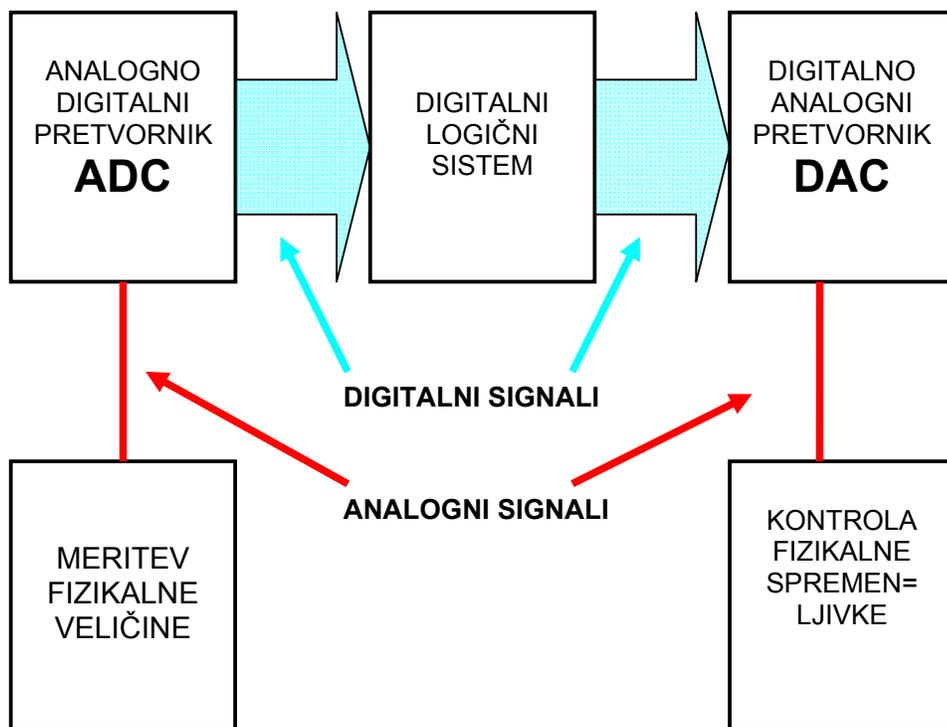 ANALOGNO
DIGITALNI
PRETVORNIK
ADC
DIGITALNI
LOGIČNI
SISTEM
DIGITALNO
ANALOGNI
PRETVORNIK
DAC
DIGITALNI SIGNALI
ANALOGNI SIGNALI
MERITEV
FIZIKALNE
VELIČINE
KONTROLA
FIZIKALNE
SPREMEN=
LJIVKE